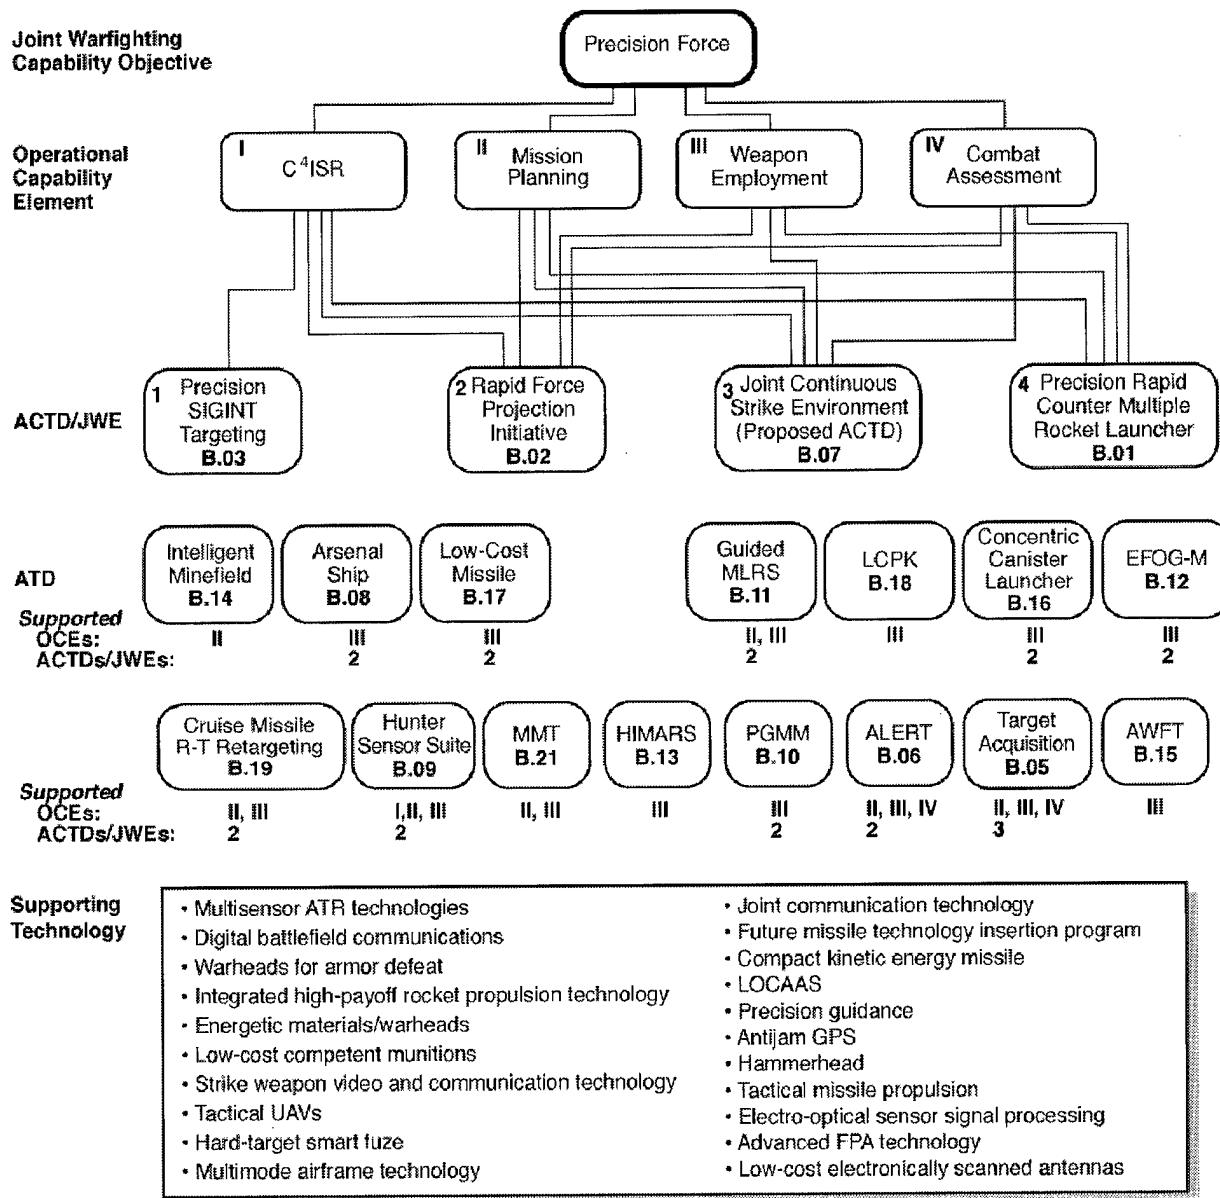 Joint Warfighting
Capability Objective
Precision Force
Operational
Capability
Element
I
C⁴ISR
II
Mission
Planning
III
Weapon
Employment
IV
Combat
Assessment
ACTD/JWE
1
Precision
SIGINT
Targeting
B.03
2 Rapid Force
Projection
Initiative
B.02
3 Joint Continuous
Strike Environment
(Proposed ACTD)
B.07
4 Precision Rapid
Counter Multiple
Rocket Launcher
B.01
ATD
Intelligent
Minefield
B.14
Arsenal
Ship
B.08
Low-Cost
Missile
B.17
Guided
MLRS
B.11
LCPK
B.18
Concentric
Canister
Launcher
B.16
EFOG-M
B.12
Supported
OCEs: II III III II, III III III III
ACTDs/JWEs: 2 2 2 2 2
Cruise Missile
R-T Retargeting
B.19
Hunter
Sensor Suite
B.09
MMT
B.21
HIMARS
B.13
PGMM
B.10
ALERT
B.06
Target
Acquisition
B.05
AWFT
B.15
Supported
OCEs: II, III I,II, III II, III III III II, III, IV II, III, IV III
ACTDs/JWEs: 2 2 2 2 3
Supporting
Technology
• Multisensor ATR technologies
• Digital battlefield communications
• Warheads for armor defeat
• Integrated high-payoff rocket propulsion technology
• Energetic materials/warheads
• Low-cost competent munitions
• Strike weapon video and communication technology
• Tactical UAVs
• Hard-target smart fuze
• Multimode airframe technology
• Joint communication technology
• Future missile technology insertion program
• Compact kinetic energy missile
• LOCAAS
• Precision guidance
• Antijam GPS
• Hammerhead
• Tactical missile propulsion
• Electro-optical sensor signal processing
• Advanced FPA technology
• Low-cost electronically scanned antennas